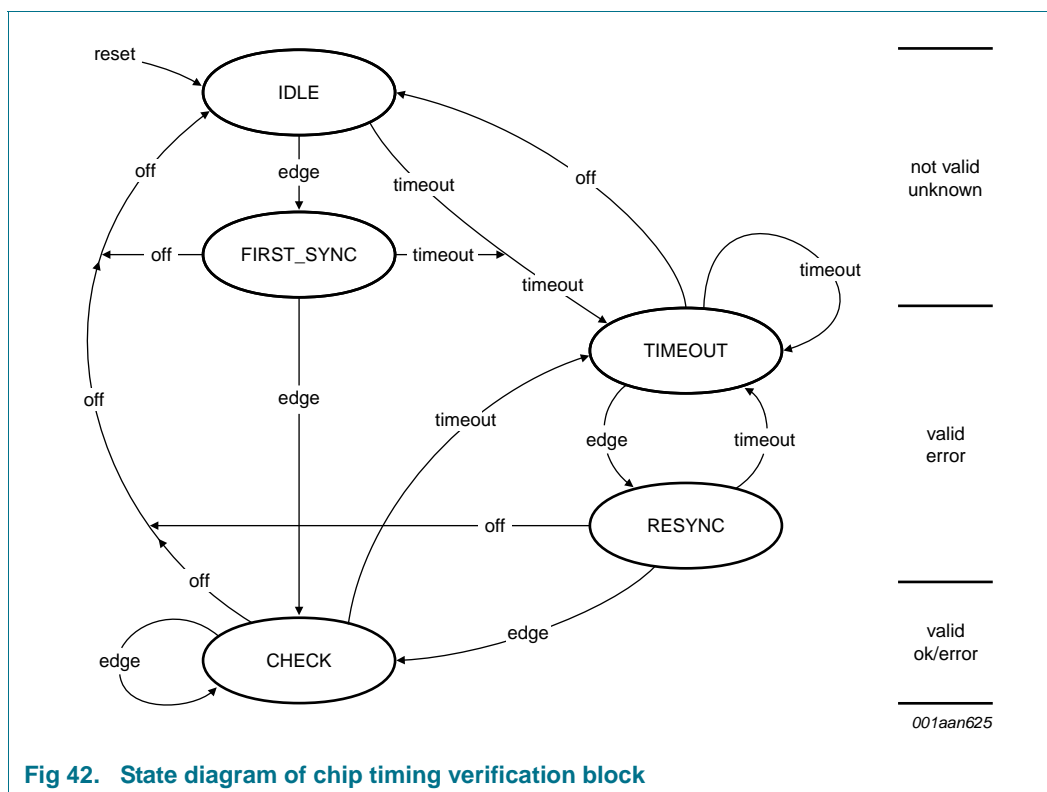 reset
IDLE
off
edge
timeout
off
not valid
unknown
off
FIRST_SYNC
timeout
timeout
timeout
TIMEOUT
off
edge
timeout
edge
timeout
valid
error
off
RESYNC
off
edge
valid
ok/error
edge
CHECK
001aan625
Fig 42. State diagram of chip timing verification block